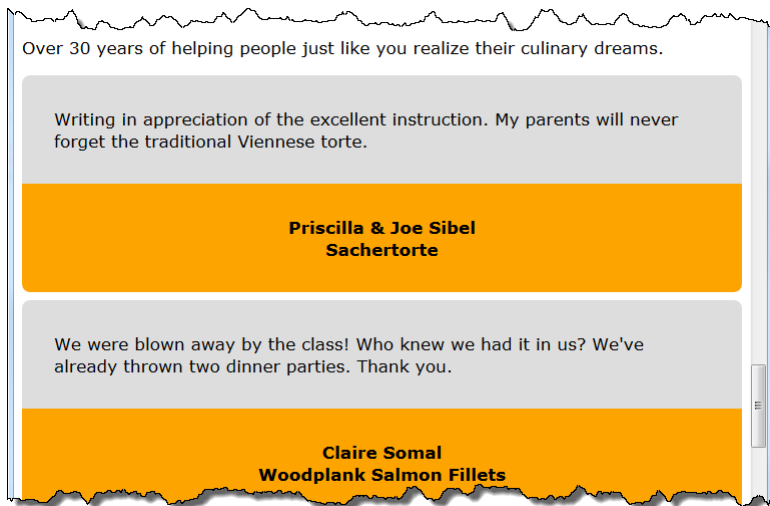 Over 30 years of helping people just like you realize their culinary dreams.
Writing in appreciation of the excellent instruction. My parents will never
forget the traditional Viennese torte.
Priscilla & Joe Sibel
Sachertorte
We were blown away by the class! Who knew we had it in us? We've
already thrown two dinner parties. Thank you.
Claire Somal
Woodplank Salmon Fillets